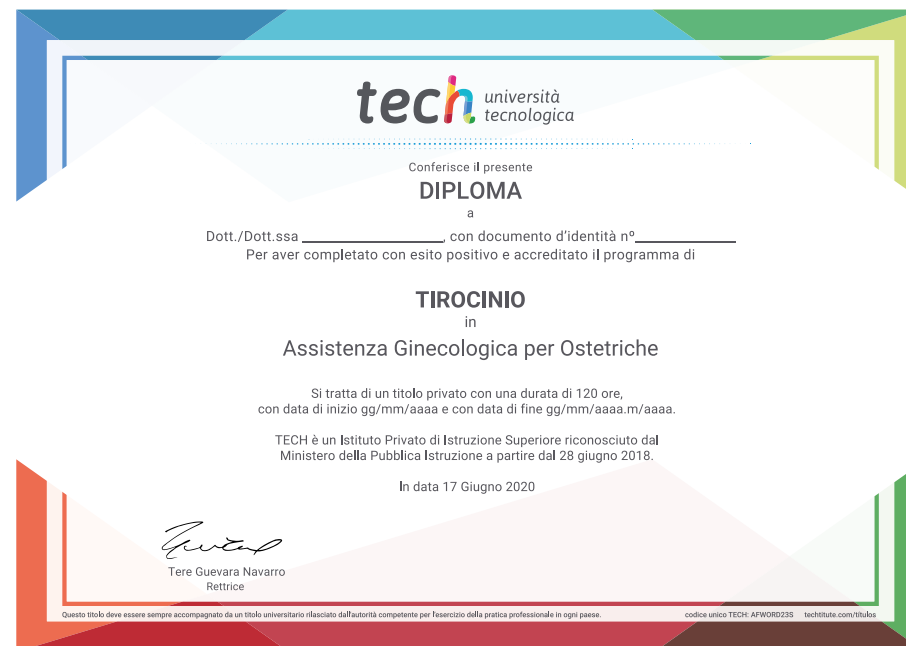 tech università
tecnologica
Conferisce il presente
DIPLOMA
a
Dott./Dott.ssa ________________, con documento d'identità nº____________
Per aver completato con esito positivo e accreditato il programma di
TIROCINIO
in
Assistenza Ginecologica per Ostetriche
Si tratta di un titolo privato con una durata di 120 ore,
con data di inizio gg/mm/aaaa e con data di fine gg/mm/aaaa.m/aaaa.
TECH è un Istituto Privato di Istruzione Superiore riconosciuto dal
Ministero della Pubblica Istruzione a partire dal 28 giugno 2018.
In data 17 Giugno 2020
Tere Guevara Navarro
Rettrice
Questo titolo deve essere sempre accompagnato da un titolo universitario rilasciato dall'autorità competente per l'esercizio della pratica professionale in ogni paese. codice unico TECH: AFWORD23S techtitute.com/titulos